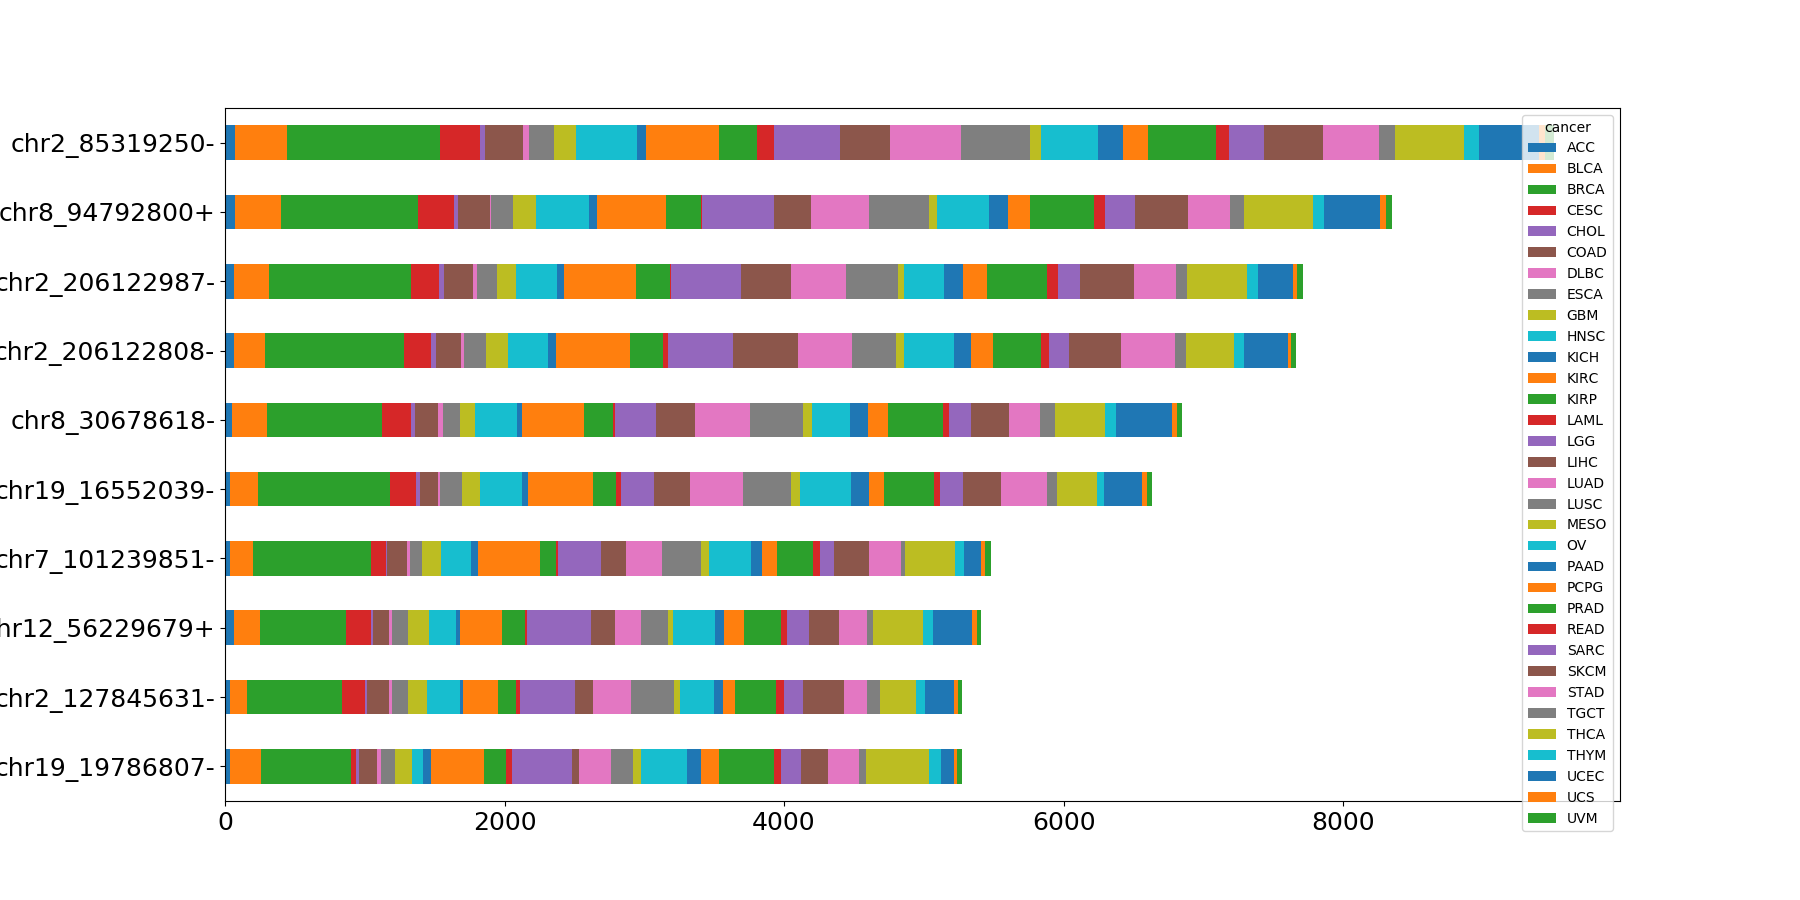 chr2_85319250-
chr8_94792800+
chr2_206122987-
chr2_206122808-
chr8_30678618-
chr19_16552039-
chr7_101239851-
hr12_56229679+
chr2_127845631-
chr19_19786807-
0 2000 4000 6000 8000
cancer
ACC
BLCA
BRCA
CESC
CHOL
COAD
DLBC
ESCA
GBM
HNSC
KICH
KIRC
KIRP
LAML
LGG
LIHC
LUAD
LUSC
MESO
OV
PAAD
PCPG
PRAD
READ
SARC
SKCM
STAD
TGCT
THCA
THYM
UCEC
UCS
UVM